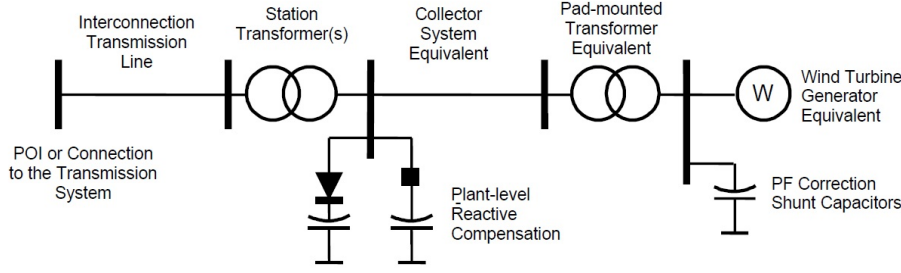 Interconnection
Transmission
Line
Station
Transformer(s)
Collector
System
Equivalent
Pad-mounted
Transformer
Equivalent
W
Wind Turbine
Generator
Equivalent
POI or Connection
to the Transmission
System
Plant-level
Reactive
Compensation
PF Correction
Shunt Capacitors